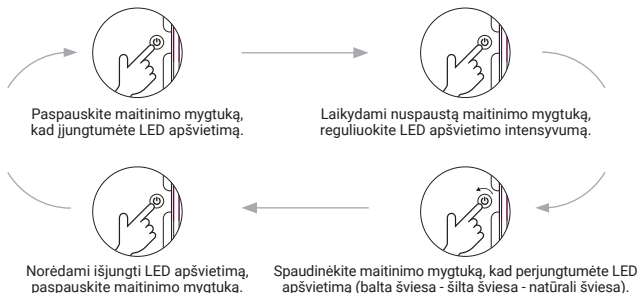 Paspauskite maitinimo mygtuką,
kad įjungtumėte LED apšvietimą.
Laikydami nuspaustą maitinimo mygtuką,
reguliuokite LED apšvietimo intensyvumą.
Norėdami išjungti LED apšvietimą,
paspauskite maitinimo mygtuką.
Spaudinėkite maitinimo mygtuką, kad perjungtumėte LED
apšvietimą (balta šviesa - šilta šviesa - natūrali šviesa).